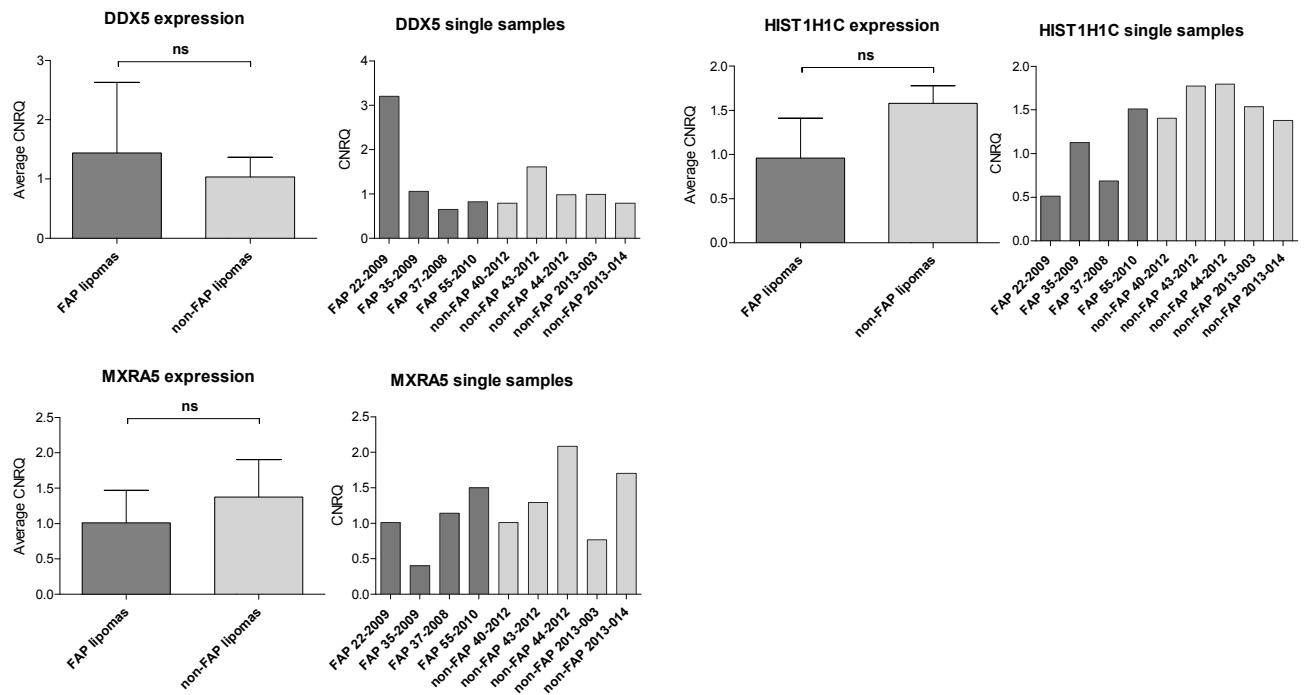 DDX5 expression
ns
Average CNRQ
3
2
1
0
FAP lipomas
non-FAP lipomas
DDX5 single samples
CNRQ
4
3
2
1
0
FAP 22-2009
FAP 35-2009
FAP 37-2008
FAP 55-2010
non-FAP 40-2012
non-FAP 43-2012
non-FAP 44-2012
non-FAP 2013-003
non-FAP 2013-014
HIST1H1C expression
ns
Average CNRQ
2.0
1.5
1.0
0.5
0.0
FAP lipomas
non-FAP lipomas
HIST1H1C single samples
CNRQ
2.0
1.5
1.0
0.5
0.0
FAP 22-2009
FAP 35-2009
FAP 37-2008
FAP 55-2010
non-FAP 40-2012
non-FAP 43-2012
non-FAP 44-2012
non-FAP 2013-003
non-FAP 2013-014
MXRA5 expression
ns
Average CNRQ
2.5
2.0
1.5
1.0
0.5
0.0
FAP lipomas
non-FAP lipomas
MXRA5 single samples
CNRQ
2.5
2.0
1.5
1.0
0.5
0.0
FAP 22-2009
FAP 35-2009
FAP 37-2008
FAP 55-2010
non-FAP 40-2012
non-FAP 43-2012
non-FAP 44-2012
non-FAP 2013-003
non-FAP 2013-014